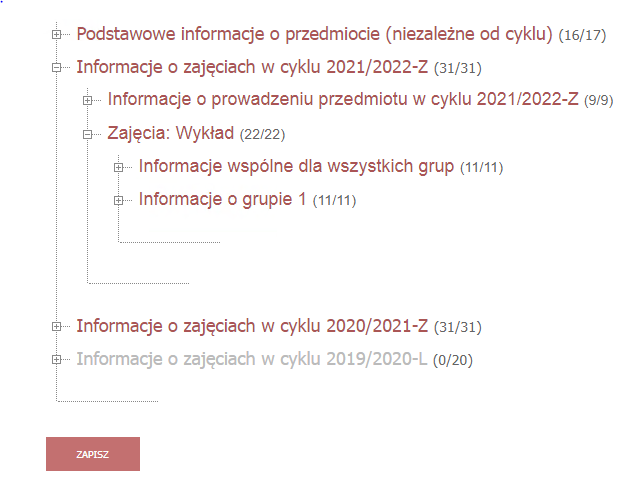 Podstawowe informacje o przedmiocie (niezależne od cyklu) (16/17)
Informacje o zajęciach w cyklu 2021/2022-Z (31/31)
Informacje o prowadzeniu przedmiotu w cyklu 2021/2022-Z (9/9)
Zajęcia: Wykład (22/22)
Informacje wspólne dla wszystkich grup (11/11)
Informacje o grupie 1 (11/11)
Informacje o zajęciach w cyklu 2020/2021-Z (31/31)
Informacje o zajęciach w cyklu 2019/2020-L (0/20)
ZAPISZ